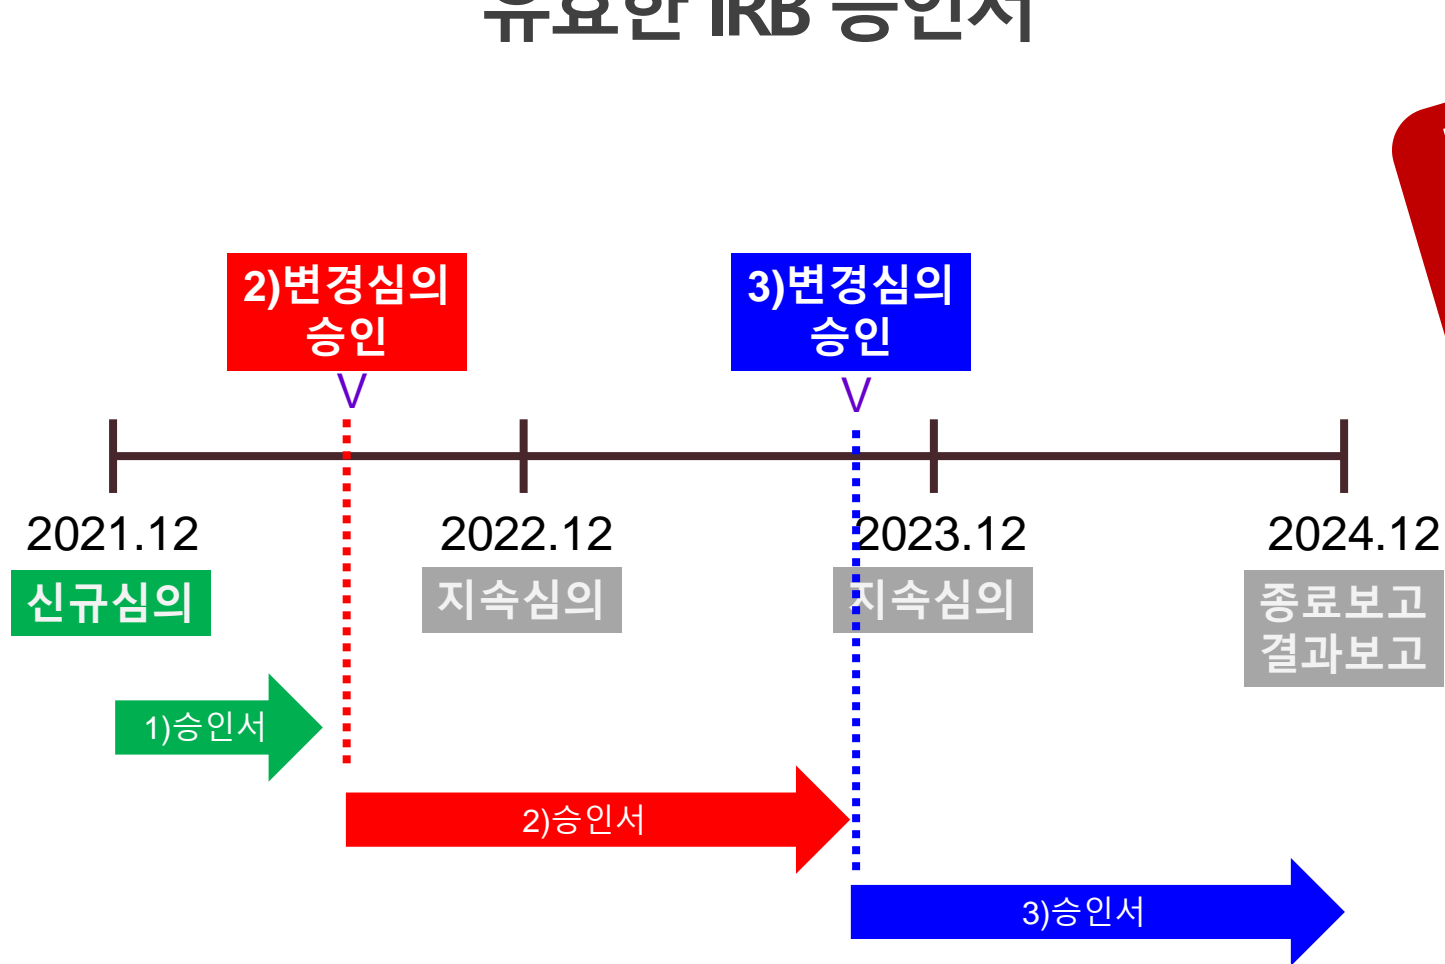 유효한 IRB 승인서
2)변경심의
승인
3)변경심의
승인
V
V
2021.12
2022.12
2023.12
2024.12
신규심의
지속심의
지속심의
종료보고
결과보고
1)승인서
2)승인서
3)승인서